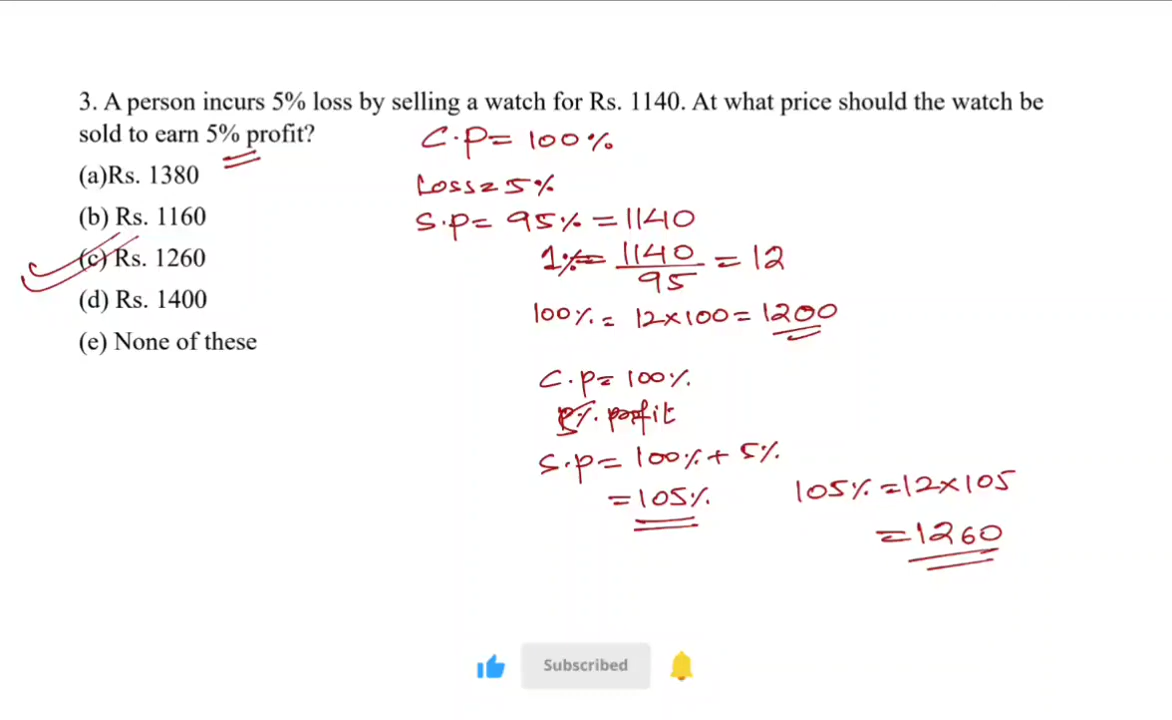 3. A person incurs 5% loss by selling a watch for Rs. 1140. At what price should the watch be
sold to earn 5% profit?
(a)Rs. 1380
(b) Rs. 1160
(c) Rs. 1260
(d) Rs. 1400
(e) None of these
C.P= 100%
Loss= 5%
S.P= 95% = 1140
1% = 1140/95 = 12
100% = 12×100 = 1200
C.P= 100%
5% profit
S.P= 100% + 5%
= 105%
105% = 12×105
= 1260
Subscribed